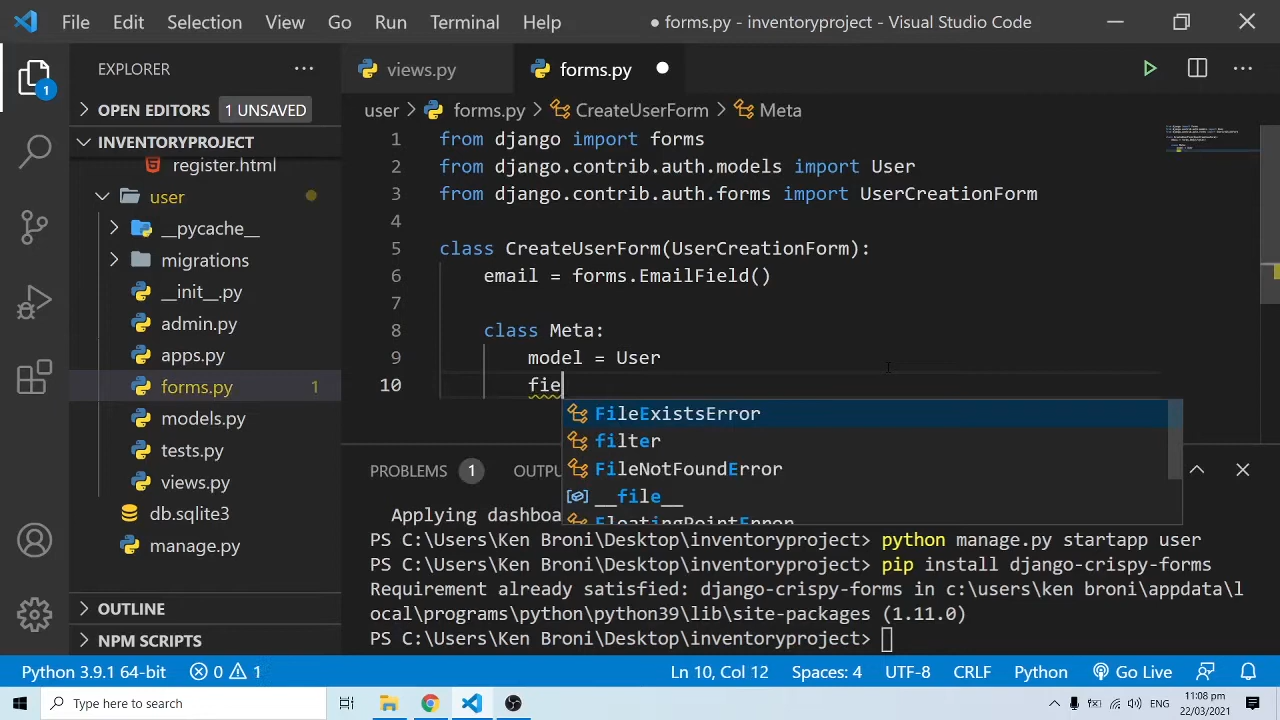 File Edit Selection View Go Run Terminal Help ● forms.py - inventoryproject - Visual Studio Code
EXPLORER ...
views.py forms.py
OPEN EDITORS 1 UNSAVED
user > forms.py > CreateUserForm > Meta
1
INVENTORYPROJECT
register.html
user
__pycache__
migrations
__init__.py
admin.py
apps.py
forms.py 1
models.py
tests.py
views.py
db.sqlite3
manage.py
OUTLINE
NPM SCRIPTS
1 from django import forms
2 from django.contrib.auth.models import User
3 from django.contrib.auth.forms import UserCreationForm
4
5 class CreateUserForm(UserCreationForm):
6 email = forms.EmailField()
7
8 class Meta:
9 model = User
10 fie
FileExistsError
filter
FileNotFoundError
__file__
FloatingPointError
PROBLEMS 1 OUTPU
Applying dashboa
PS C:\Users\Ken Broni\Desktop\inventoryproject> python manage.py startapp user
PS C:\Users\Ken Broni\Desktop\inventoryproject> pip install django-crispy-forms
Requirement already satisfied: django-crispy-forms in c:\users\ken broni\appdata\l
ocal\programs\python\python39\lib\site-packages (1.11.0)
PS C:\Users\Ken Broni\Desktop\inventoryproject>
Python 3.9.1 64-bit 0 1 Ln 10, Col 12 Spaces: 4 UTF-8 CRLF Python Go Live
Type here to search
ENG
11:08 pm
22/03/2021